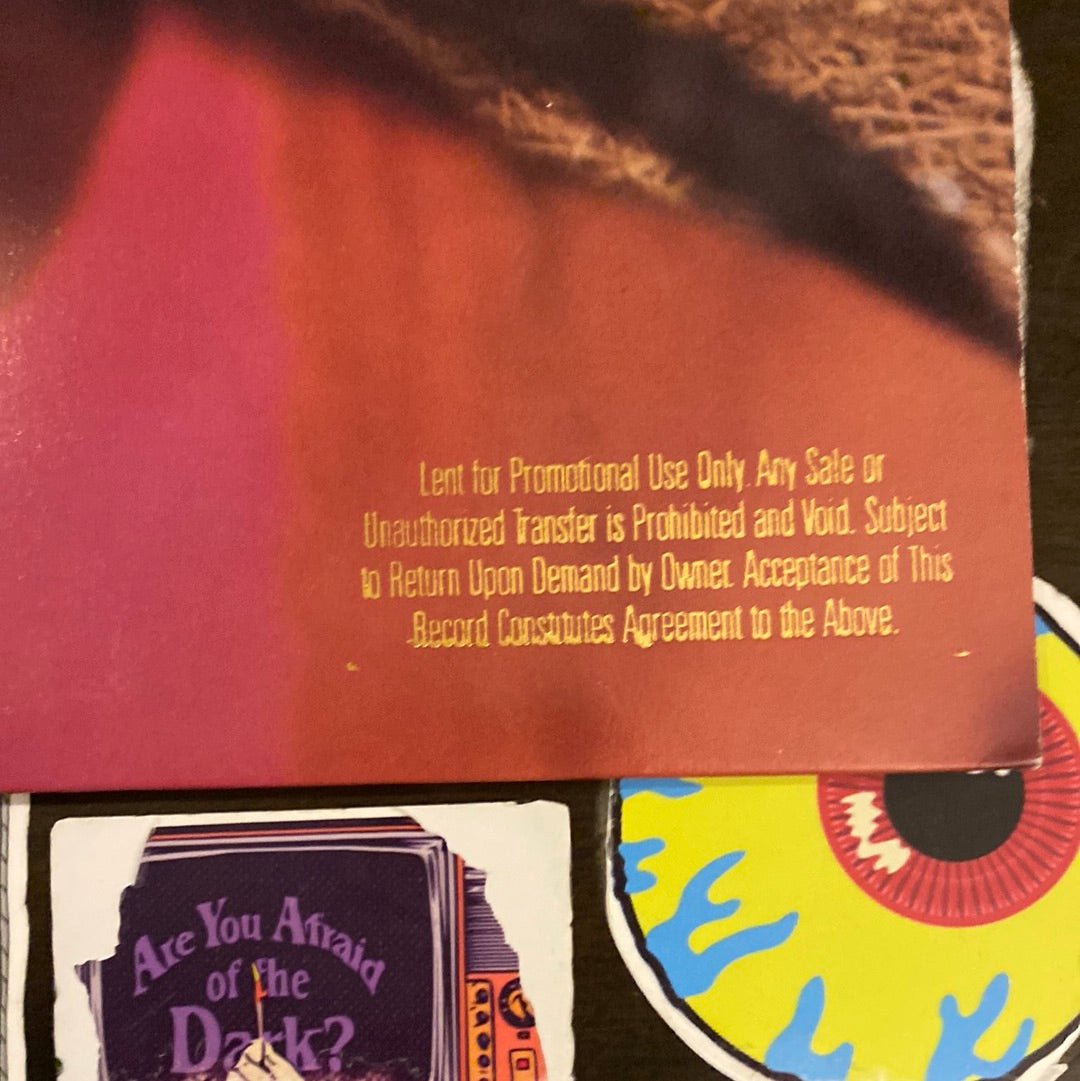 Lent for Promotional Use Only. Any Sale or
Unauthorized Transfer is Prohibited and Void. Subject
to Return Upon Demand by Owner. Acceptance of This
Record Constitutes Agreement to the Above.
Are You Afraid
of the
Dark?